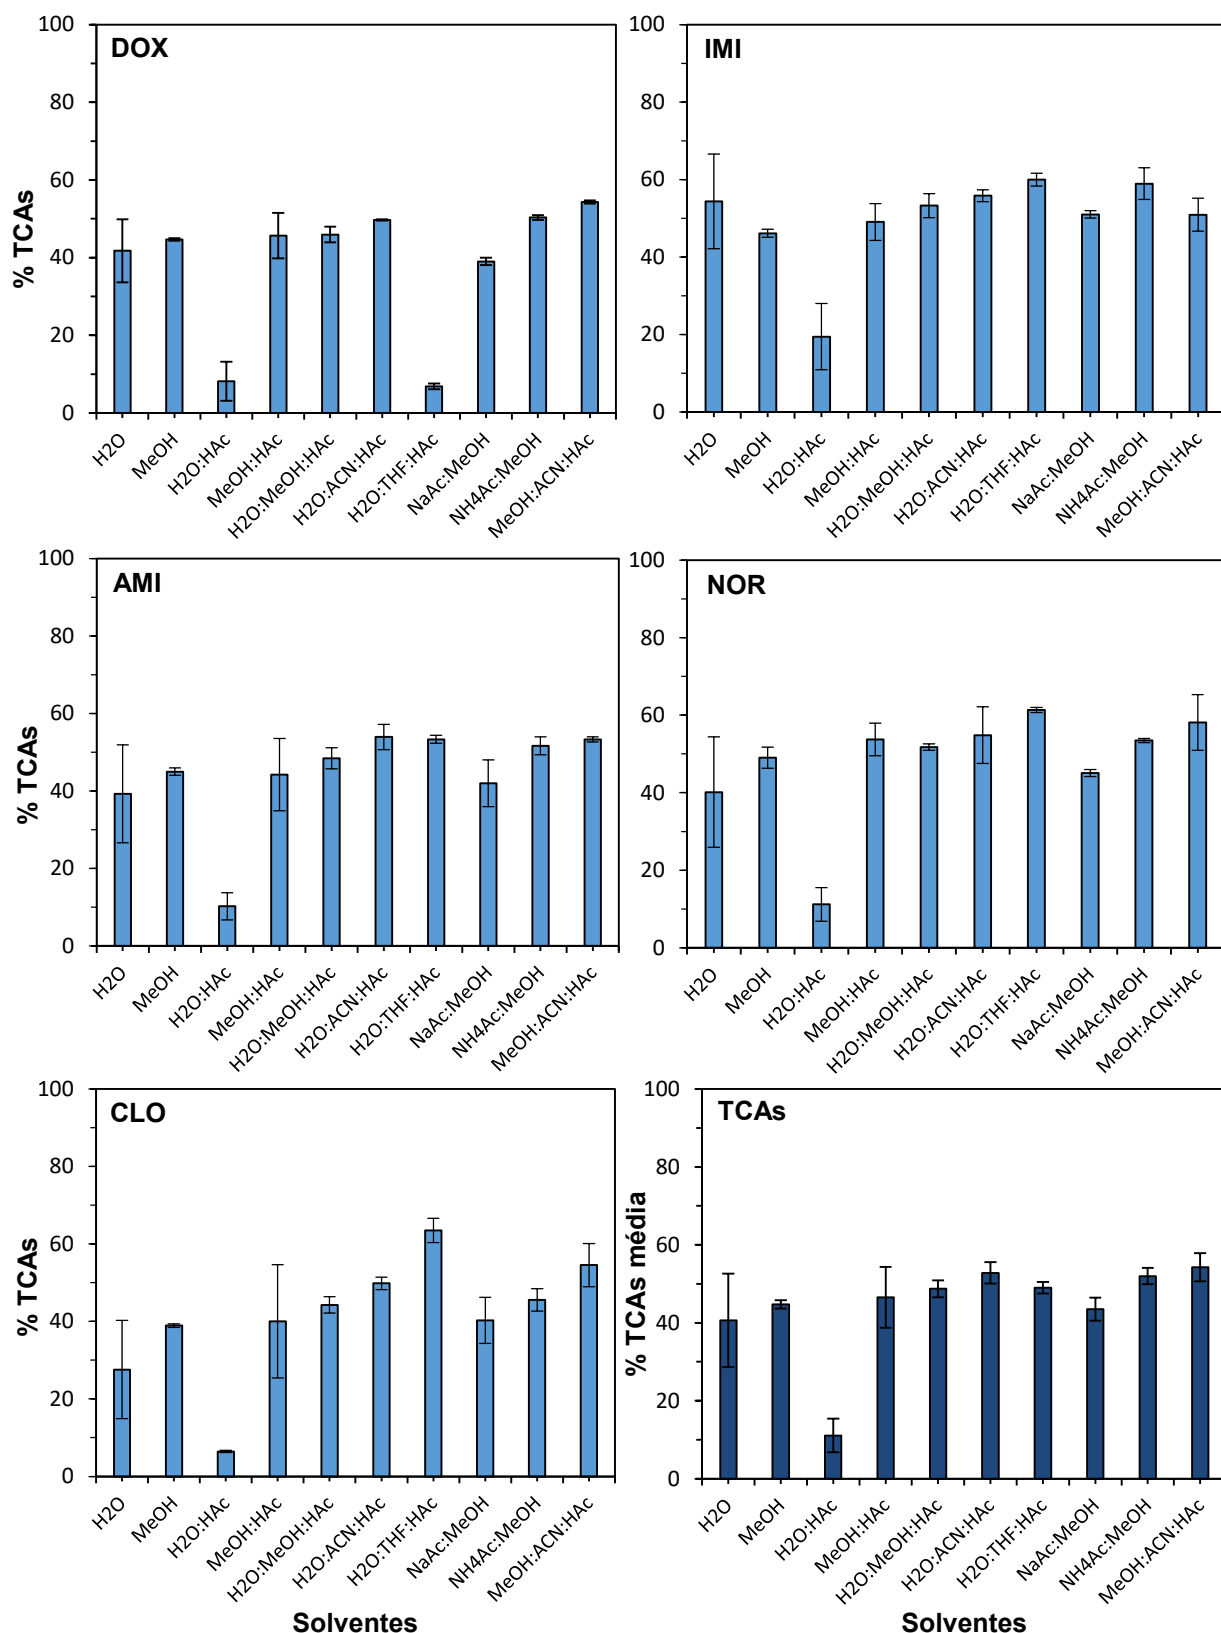 DOX
% TCAs
100
80
60
40
20
0
H2O
MeOH
H2O:HAc
MeOH:HAc
H2O:MeOH:HAc
H2O:ACN:HAc
H2O:THF:HAc
NaAc:MeOH
NH4Ac:MeOH
MeOH:ACN:HAc
IMI
100
80
60
40
20
0
H2O
MeOH
H2O:HAc
MeOH:HAc
H2O:MeOH:HAc
H2O:ACN:HAc
H2O:THF:HAc
NaAc:MeOH
NH4Ac:MeOH
MeOH:ACN:HAc
AMI
% TCAs
100
80
60
40
20
0
H2O
MeOH
H2O:HAc
MeOH:HAc
H2O:MeOH:HAc
H2O:ACN:HAc
H2O:THF:HAc
NaAc:MeOH
NH4Ac:MeOH
MeOH:ACN:HAc
NOR
100
80
60
40
20
0
H2O
MeOH
H2O:HAc
MeOH:HAc
H2O:MeOH:HAc
H2O:ACN:HAc
H2O:THF:HAc
NaAc:MeOH
NH4Ac:MeOH
MeOH:ACN:HAc
CLO
% TCAs
100
80
60
40
20
0
H2O
MeOH
H2O:HAc
MeOH:HAc
H2O:MeOH:HAc
H2O:ACN:HAc
H2O:THF:HAc
NaAc:MeOH
NH4Ac:MeOH
MeOH:ACN:HAc
Solventes
TCAs
% TCAs média
100
80
60
40
20
0
H2O
MeOH
H2O:HAc
MeOH:HAc
H2O:MeOH:HAc
H2O:ACN:HAc
H2O:THF:HAc
NaAc:MeOH
NH4Ac:MeOH
MeOH:ACN:HAc
Solventes